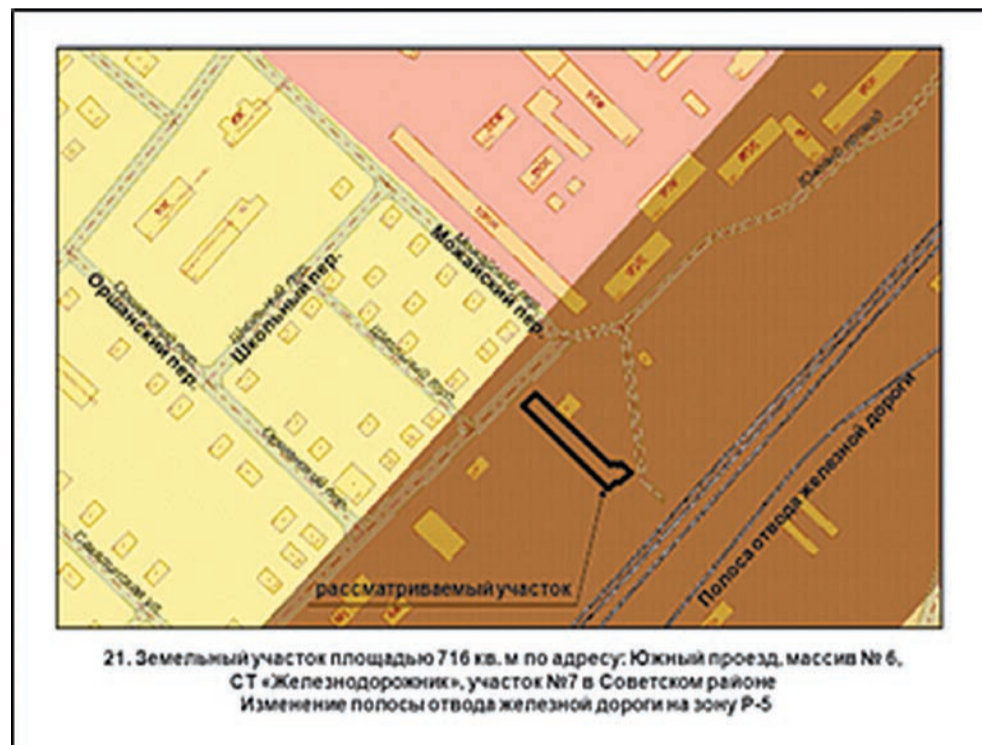 Оршанский пер.
Школьный пер.
Можайский пер.
Полоса отвода железной дороги
рассматриваемый участок
21. Земельный участок площадью 716 кв. м по адресу: Южный проезд, массив № 6,
СТ «Железнодорожник», участок №7 в Советском районе
Изменение полосы отвода железной дороги на зону Р-5